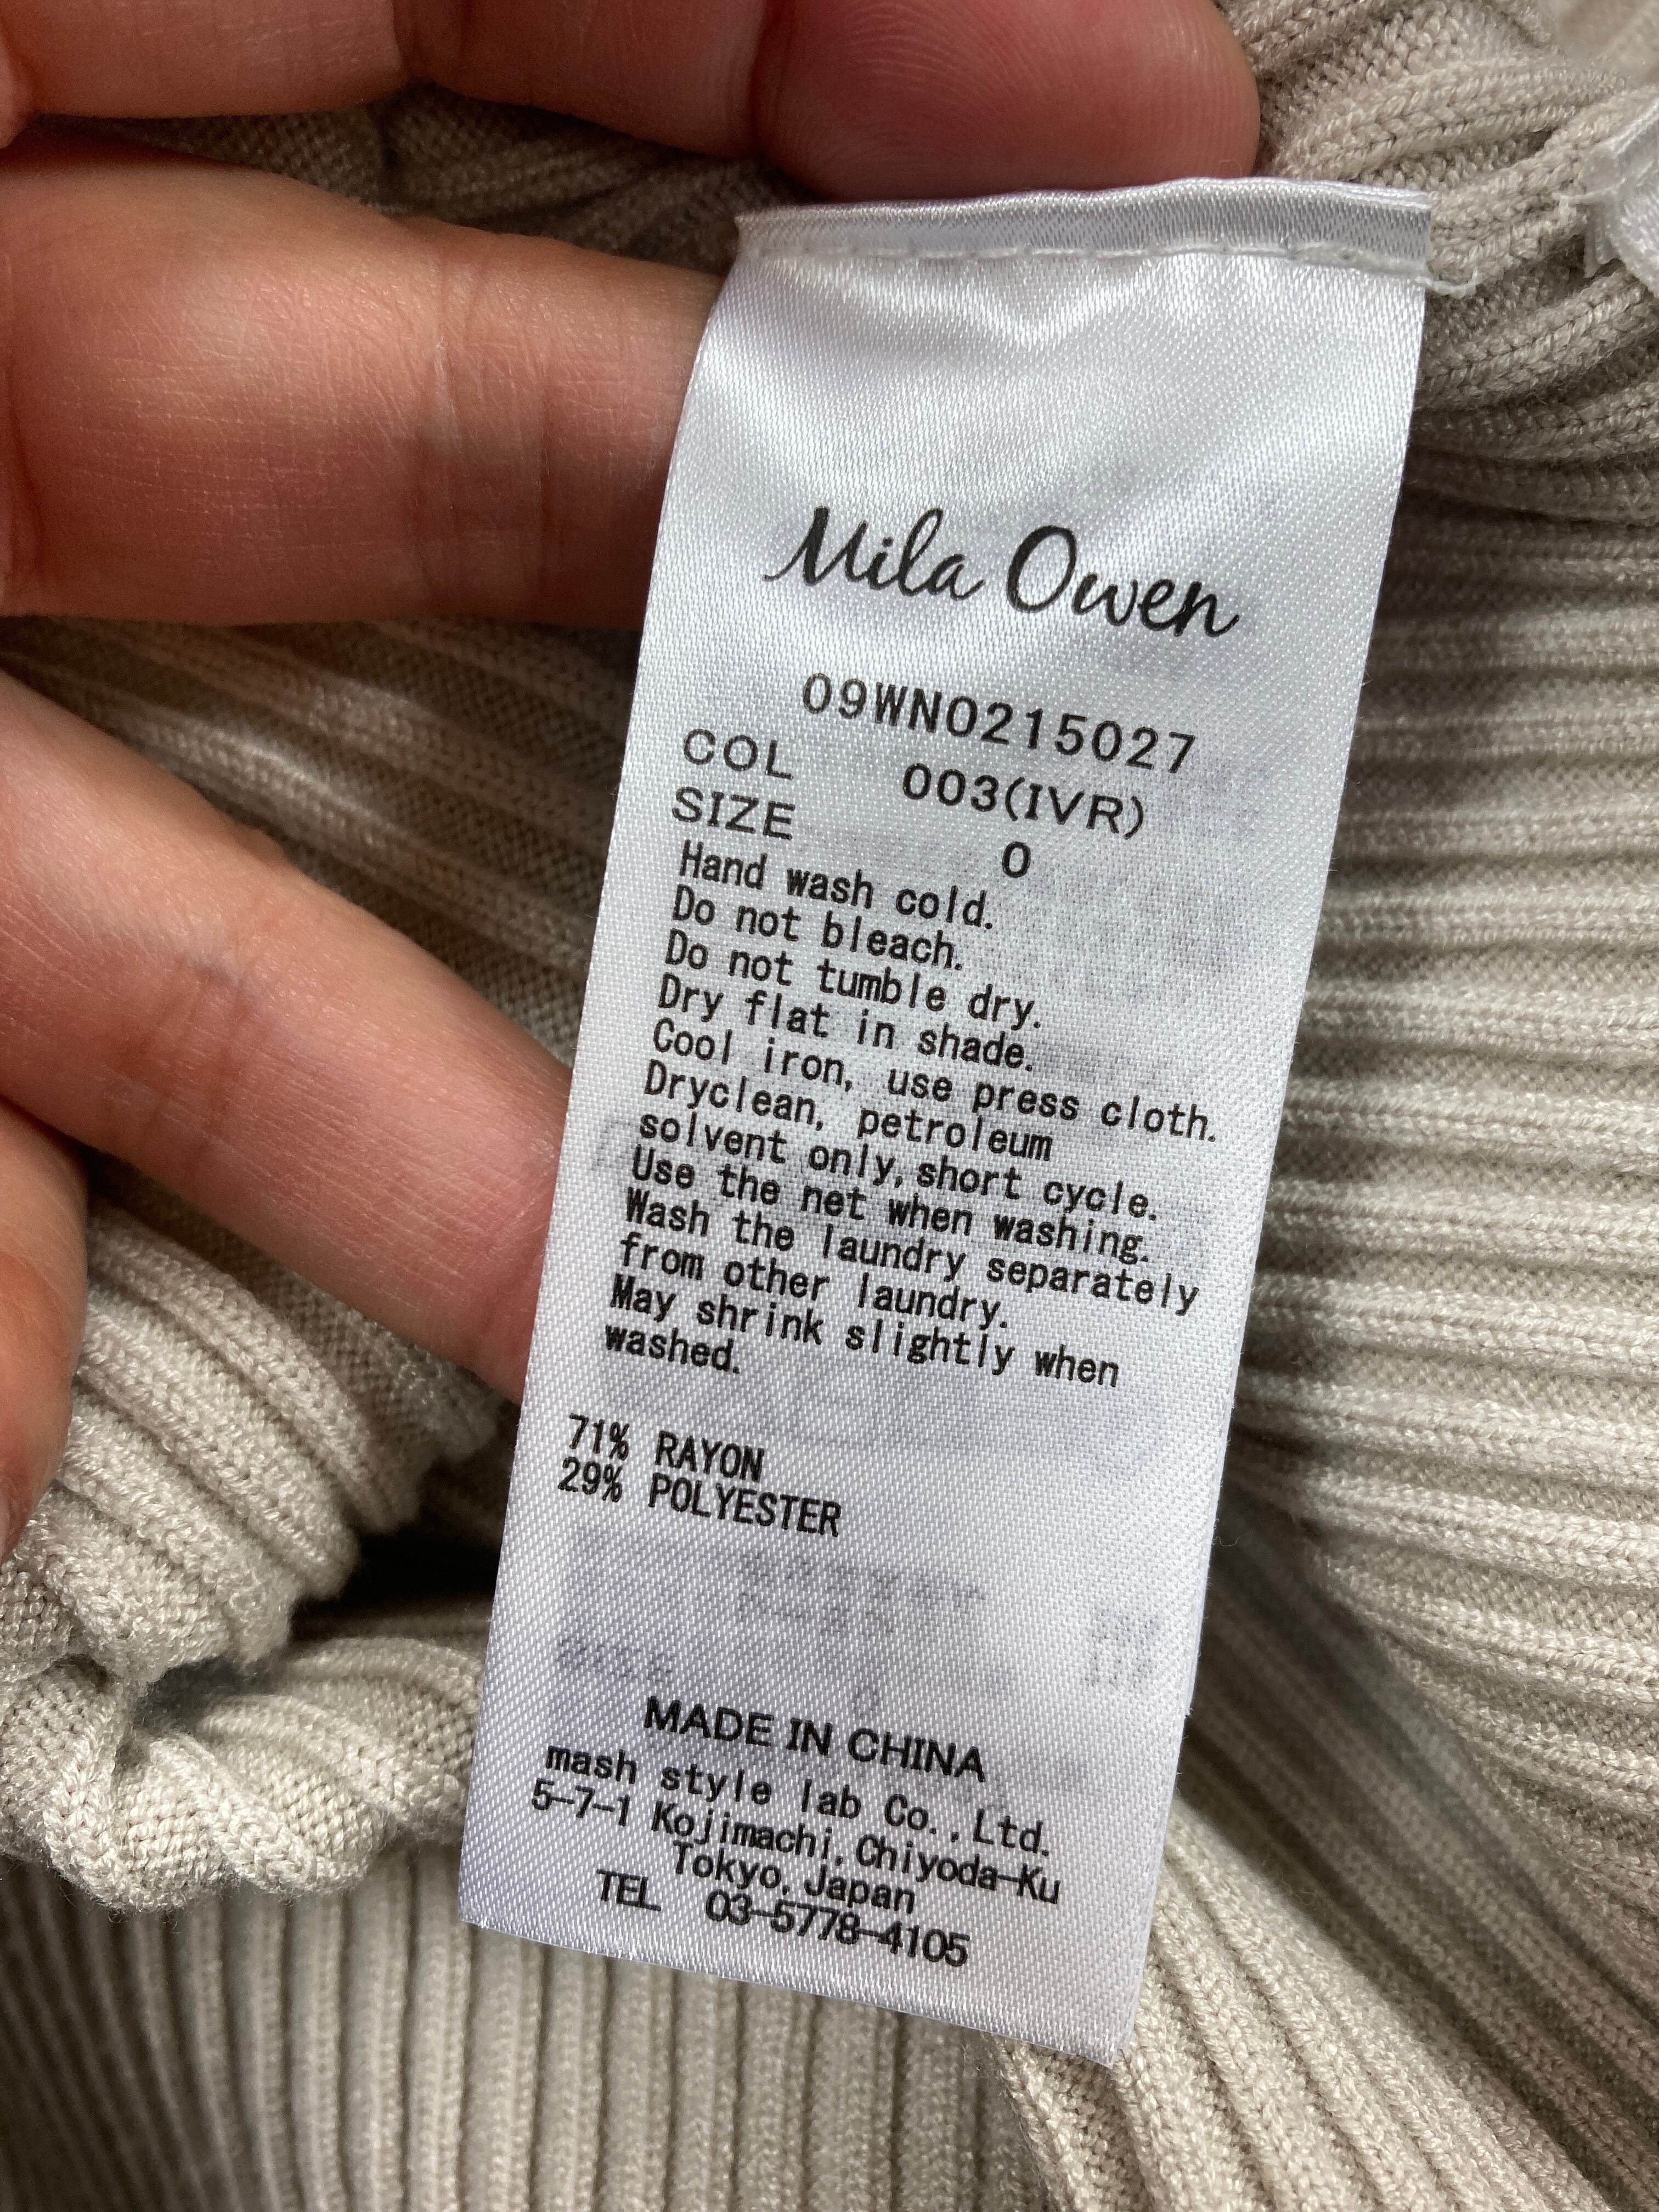 Mila Owen
09WNO215027
COL 003(IVR)
SIZE 0
Hand wash cold.
Do not bleach.
Do not tumble dry.
Dry flat in shade.
Cool iron, use press cloth.
Dryclean, petroleum
solvent only,short cycle.
Use the net when washing.
Wash the laundry separately
from other laundry.
May shrink slightly when
washed.
71% RAYON
29% POLYESTER
MADE IN CHINA
mash style lab Co.,Ltd.
5-7-1 Kojimachi,Chiyoda-Ku
Tokyo,Japan
TEL 03-5778-4105